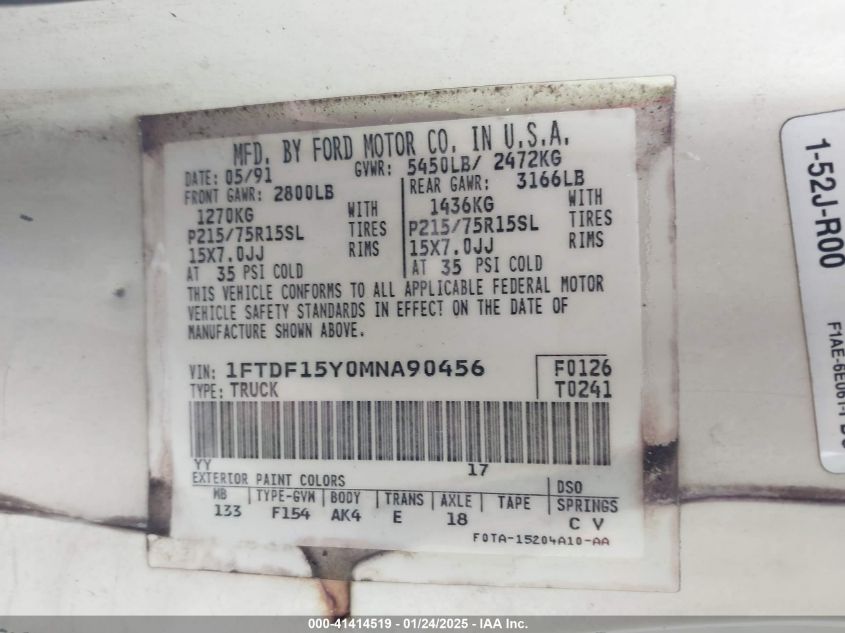 MFD. BY FORD MOTOR CO. IN U.S.A.
DATE: 05/91 GVWR: 5450LB/ 2472KG
FRONT GAWR: 2800LB REAR GAWR: 3166LB
1270KG WITH 1436KG WITH
P215/75R15SL TIRES P215/75R15SL TIRES
15X7.0JJ RIMS 15X7.0JJ RIMS
AT 35 PSI COLD AT 35 PSI COLD
THIS VEHICLE CONFORMS TO ALL APPLICABLE FEDERAL MOTOR
VEHICLE SAFETY STANDARDS IN EFFECT ON THE DATE OF
MANUFACTURE SHOWN ABOVE.
VIN: 1FTDF15Y0MNA90456 F0126
TYPE: TRUCK T0241
YY 17
EXTERIOR PAINT COLORS DSO
WB TYPE-GVW BODY TRANS AXLE TAPE SPRINGS
133 F154 AK4 E 18 C V
F0TA-15204A10-AA
1-52J-R00
000-41414519 - 01/24/2025 - IAA Inc.